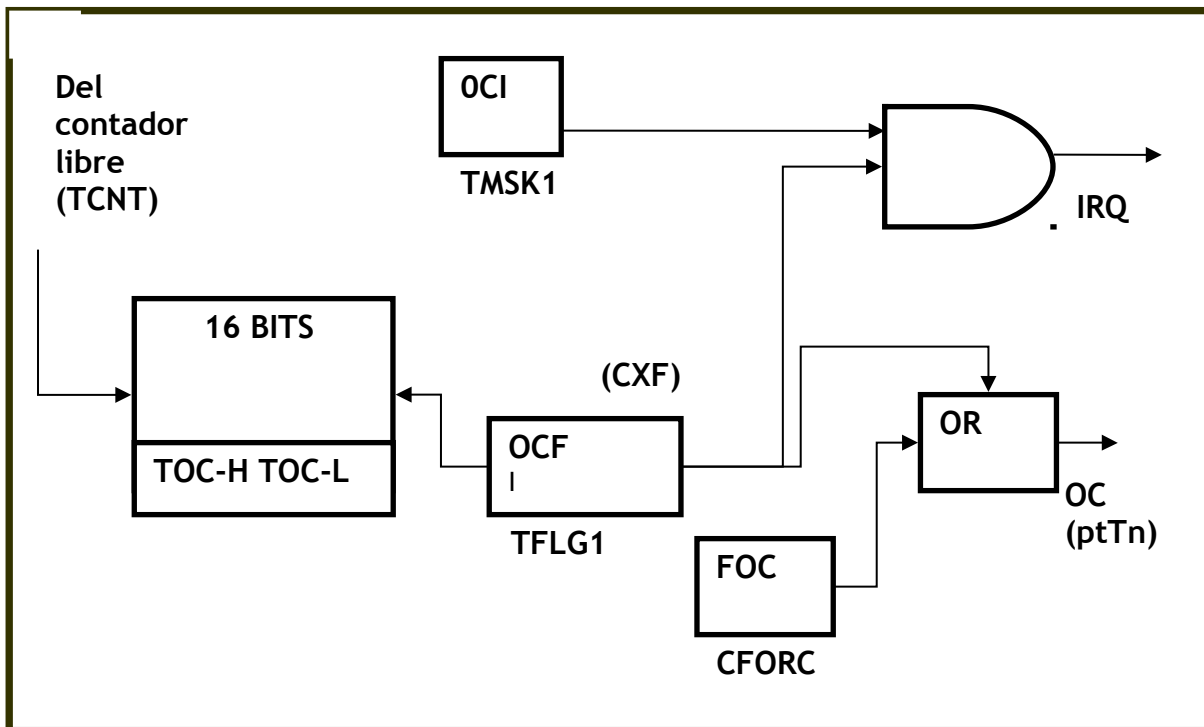 Del
contador
libre
(TCNT)
0CI
TMSK1
IRQ
16 BITS
(CXF)
OCF
I
TOC-H TOC-L
TFLG1
OR
OC
(ptTn)
FOC
CFORC